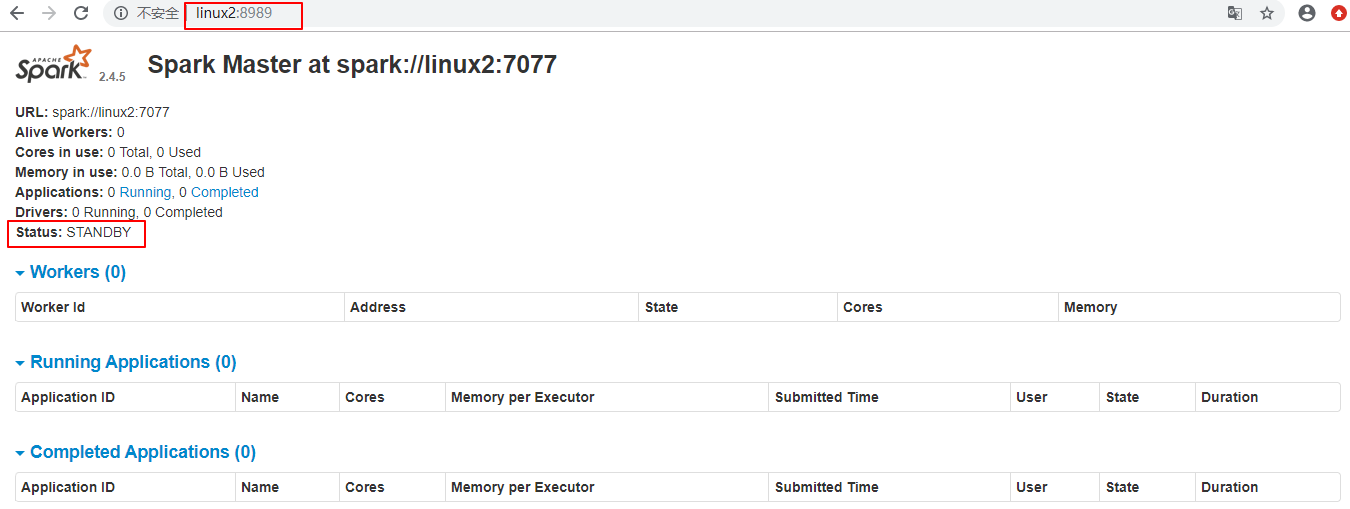 不安全 linux2:8989
APACHE Spark 2.4.5 Spark Master at spark://linux2:7077
URL: spark://linux2:7077
Alive Workers: 0
Cores in use: 0 Total, 0 Used
Memory in use: 0.0 B Total, 0.0 B Used
Applications: 0 Running, 0 Completed
Drivers: 0 Running, 0 Completed
Status: STANDBY
Workers (0)
Worker Id Address State Cores Memory
Running Applications (0)
Application ID Name Cores Memory per Executor Submitted Time User State Duration
Completed Applications (0)
Application ID Name Cores Memory per Executor Submitted Time User State Duration